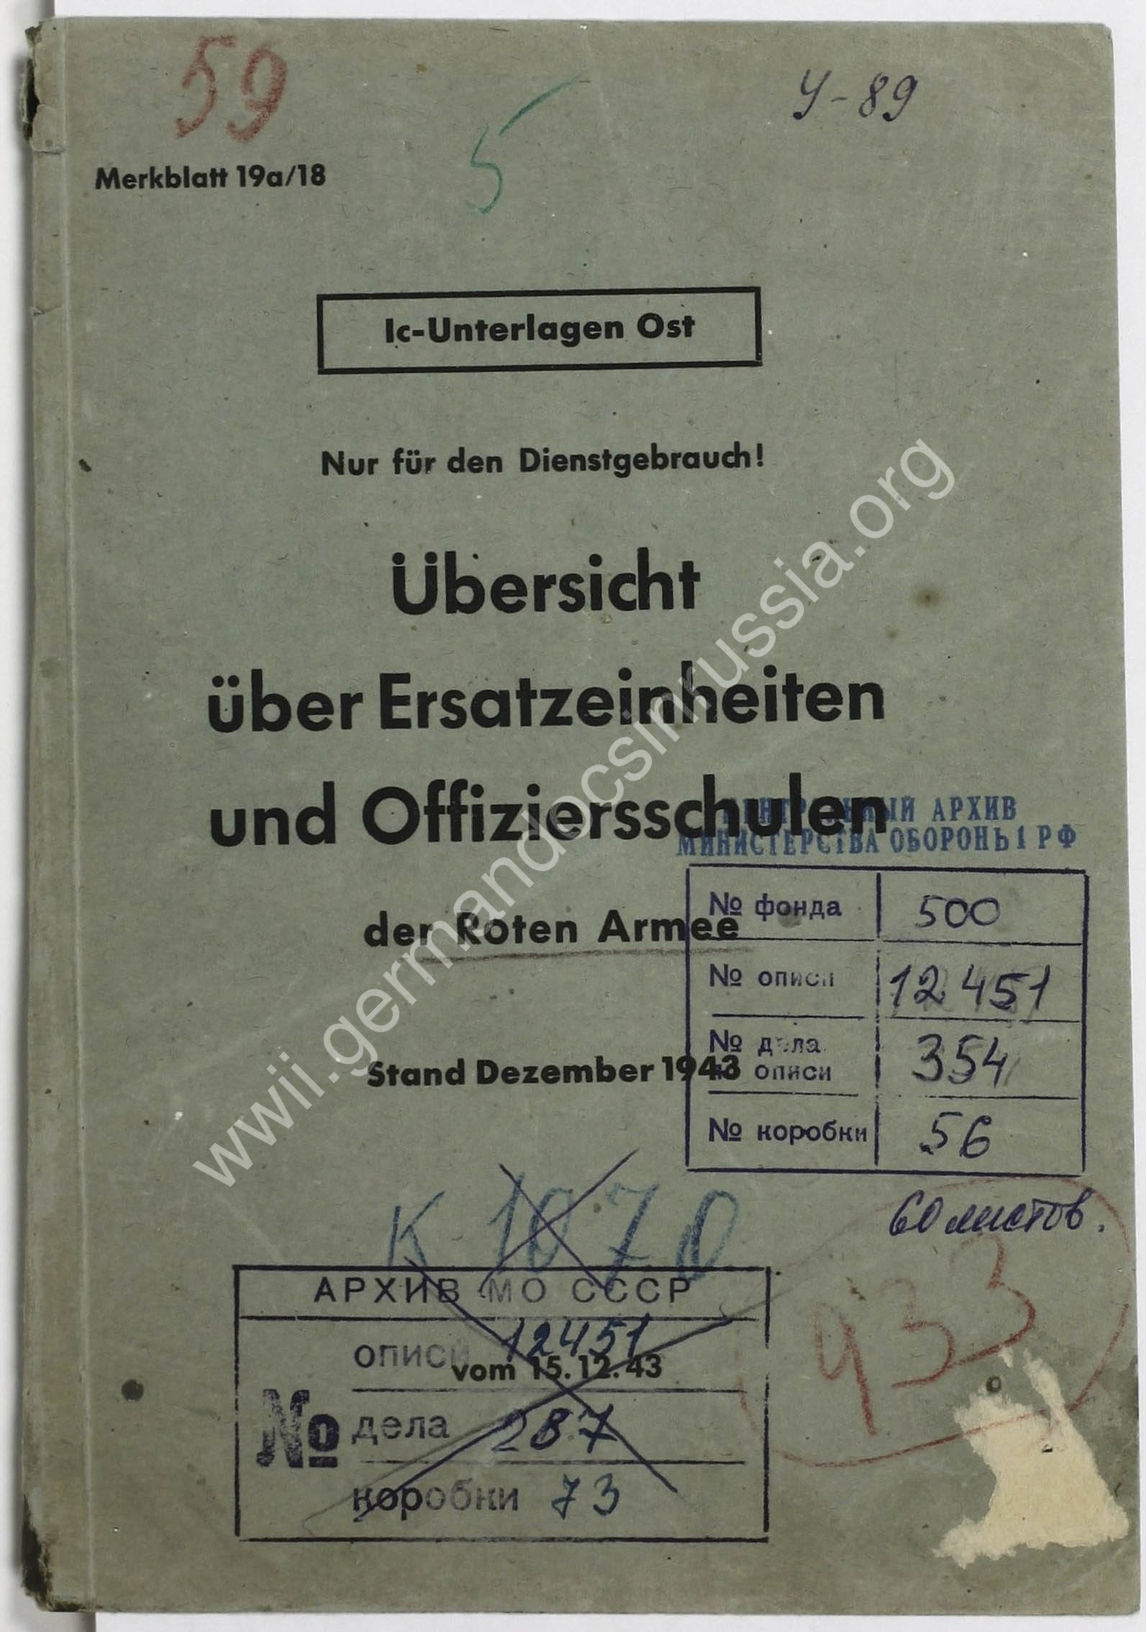 59
5
У-89
Merkblatt 19a/18
Ic-Unterlagen Ost
Nur für den Dienstgebrauch!
Übersicht
über Ersatzeinheiten
und Offiziersschulen
der Roten Armee
Stand Dezember 1943
ЦЕНТРАЛЬНЫЙ АРХИВ
МИНИСТЕРСТВА ОБОРОНЫ РФ
№ фонда 500
№ описи 12451
№ дела
описи 354
№ коробки 56
60 листов.
К 1070
933
АРХИВ МО СССР
описи 12451
vom 15.12.43
№ дела 287
коробки 73
wwii.germandocsinrussia.org